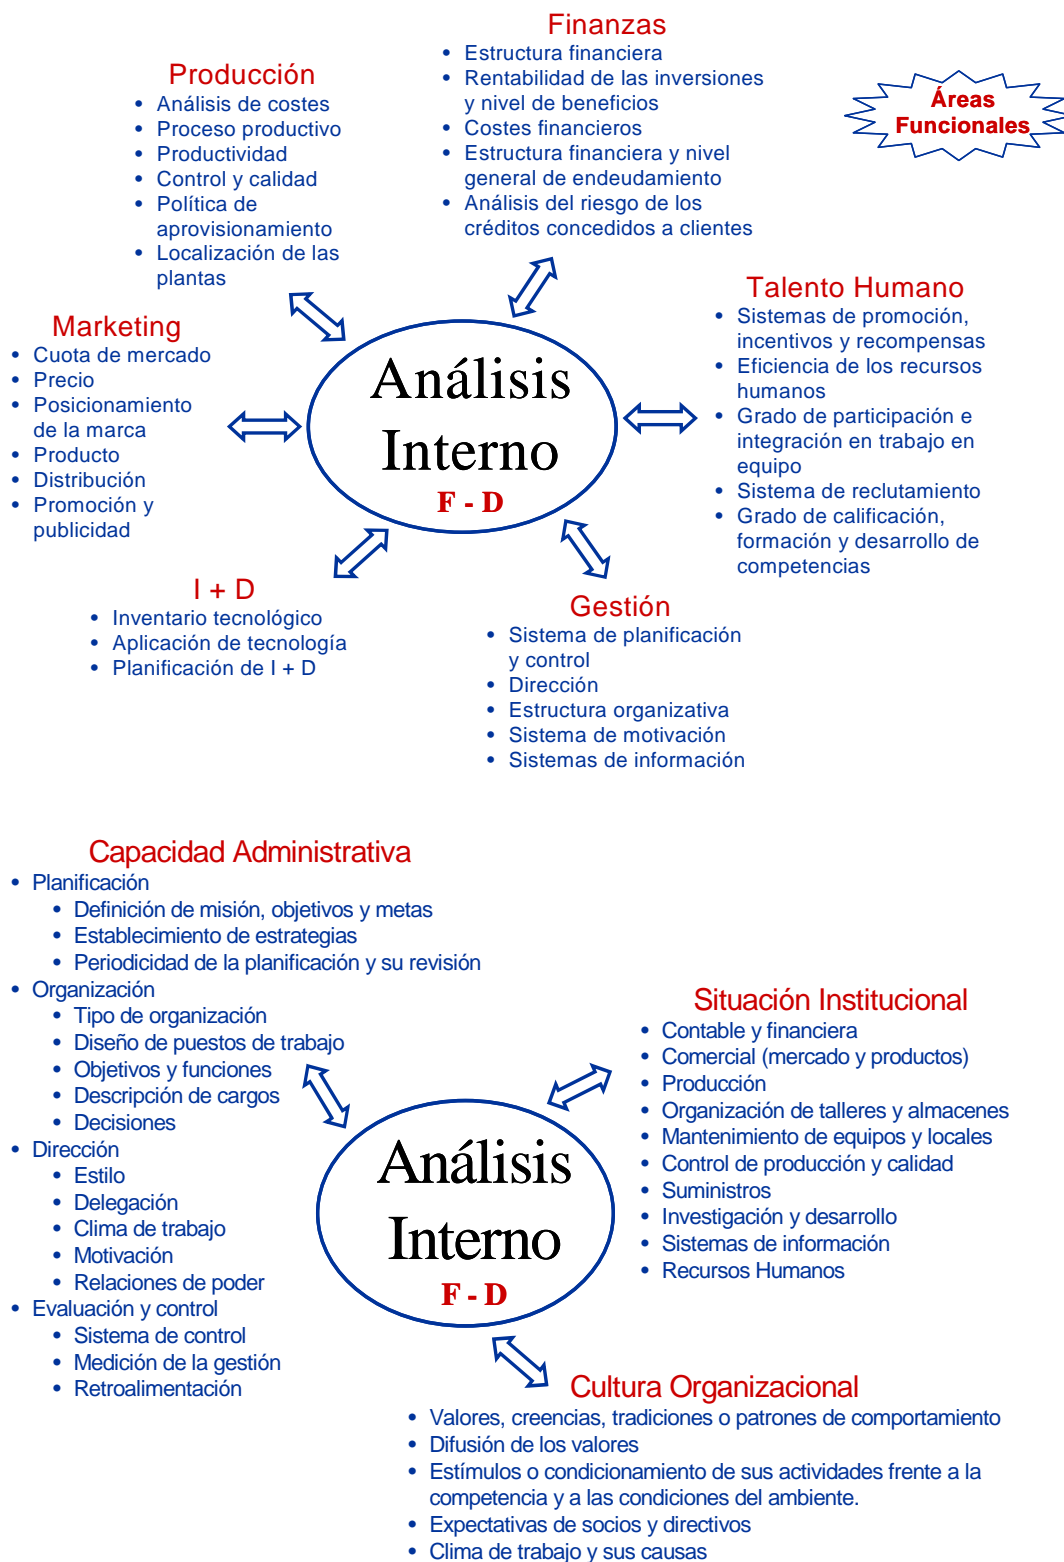 Finanzas
• Estructura financiera
• Rentabilidad de las inversiones
y nivel de beneficios
• Costes financieros
• Estructura financiera y nivel
general de endeudamiento
• Análisis del riesgo de los
créditos concedidos a clientes
Producción
• Análisis de costes
• Proceso productivo
• Productividad
• Control y calidad
• Política de
aprovisionamiento
• Localización de las
plantas
Áreas
Funcionales
Talento Humano
• Sistemas de promoción,
incentivos y recompensas
• Eficiencia de los recursos
humanos
• Grado de participación e
integración en trabajo en
equipo
• Sistema de reclutamiento
• Grado de calificación,
formación y desarrollo de
competencias
Marketing
• Cuota de mercado
• Precio
• Posicionamiento
de la marca
• Producto
• Distribución
• Promoción y
publicidad
Análisis
Interno
F - D
I + D
• Inventario tecnológico
• Aplicación de tecnología
• Planificación de I + D
Gestión
• Sistema de planificación
y control
• Dirección
• Estructura organizativa
• Sistema de motivación
• Sistemas de información
Capacidad Administrativa
• Planificación
• Definición de misión, objetivos y metas
• Establecimiento de estrategias
• Periodicidad de la planificación y su revisión
• Organización
• Tipo de organización
• Diseño de puestos de trabajo
• Objetivos y funciones
• Descripción de cargos
• Decisiones
• Dirección
• Estilo
• Delegación
• Clima de trabajo
• Motivación
• Relaciones de poder
• Evaluación y control
• Sistema de control
• Medición de la gestión
• Retroalimentación
Situación Institucional
• Contable y financiera
• Comercial (mercado y productos)
• Producción
• Organización de talleres y almacenes
• Mantenimiento de equipos y locales
• Control de producción y calidad
• Suministros
• Investigación y desarrollo
• Sistemas de información
• Recursos Humanos
Análisis
Interno
F - D
Cultura Organizacional
• Valores, creencias, tradiciones o patrones de comportamiento
• Difusión de los valores
• Estímulos o condicionamiento de sus actividades frente a la
competencia y a las condiciones del ambiente.
• Expectativas de socios y directivos
• Clima de trabajo y sus causas